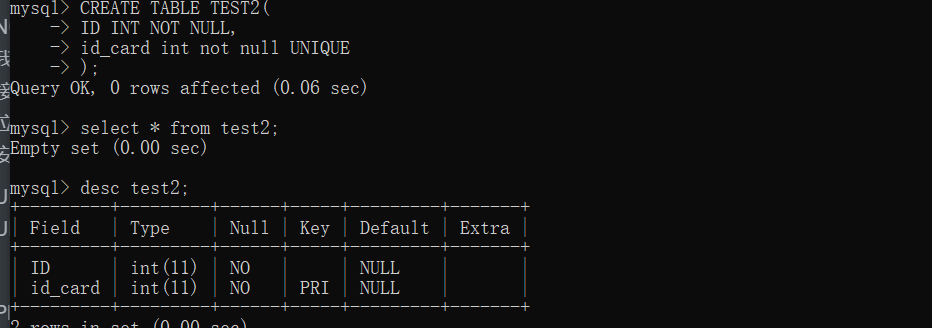 mysql> CREATE TABLE TEST2(
    -> ID INT NOT NULL,
    -> id_card int not null UNIQUE
    -> );
Query OK, 0 rows affected (0.06 sec)
mysql> select * from test2;
Empty set (0.00 sec)
mysql> desc test2;
+---------+---------+------+-----+---------+-------+
| Field   | Type    | Null | Key | Default | Extra |
+---------+---------+------+-----+---------+-------+
| ID      | int(11) | NO   |     | NULL    |       |
| id_card | int(11) | NO   | PRI | NULL    |       |
+---------+---------+------+-----+---------+-------+
2 rows in set (0.00 sec)